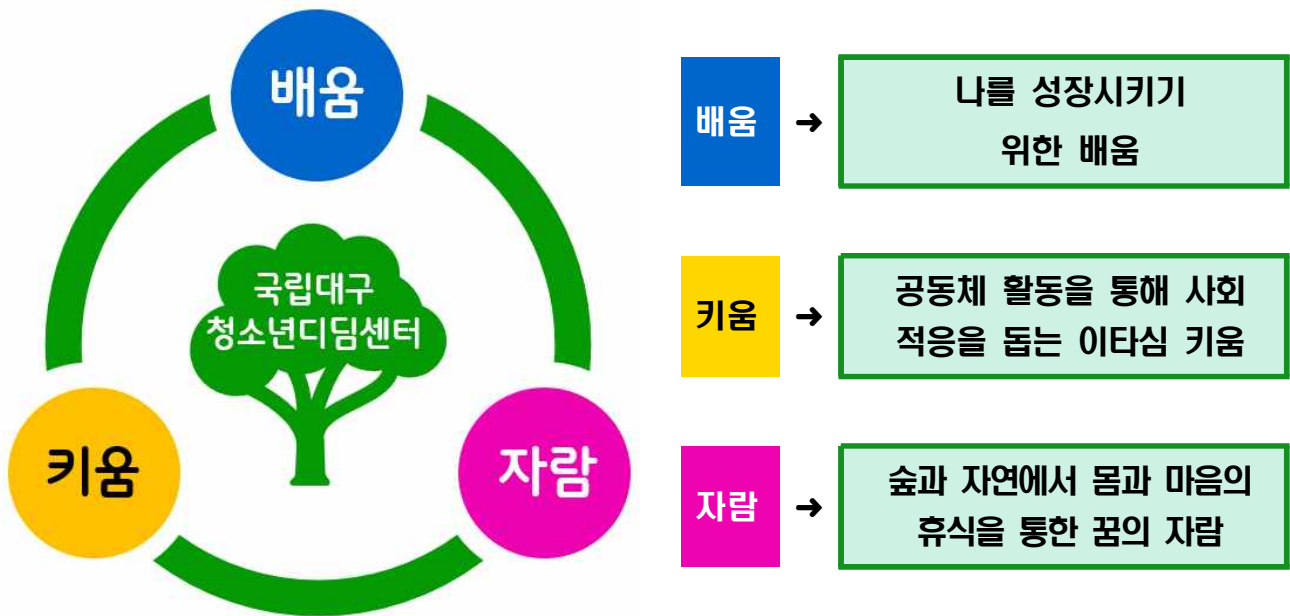 배움
국립대구
청소년디딤센터
키움
자람
배움 → 나를 성장시키기
위한 배움
키움 → 공동체 활동을 통해 사회
적응을 돕는 이타심 키움
자람 → 숲과 자연에서 몸과 마음의
휴식을 통한 꿈의 자람